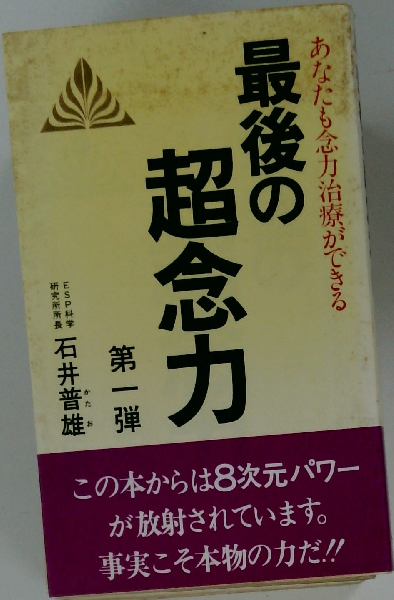 あなたも念力治療ができる
最後の
超念力
第一弾
ESP科学
研究所所長
石井普雄
かたお
この本からは8次元パワー
が放射されています。
事実こそ本物の力だ!!